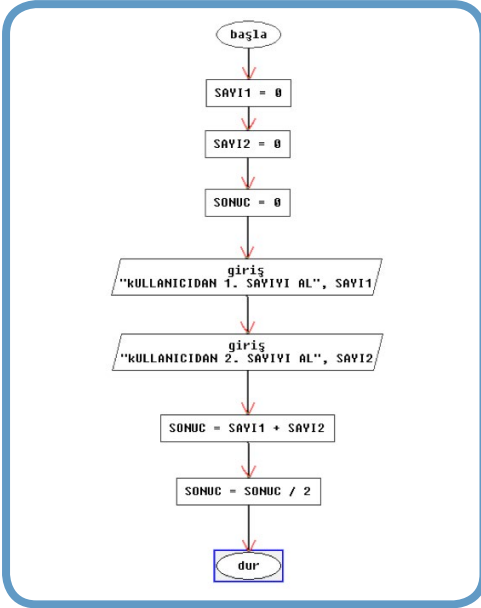 başla
SAYI1 = 0
SAYI2 = 0
SONUC = 0
giriş
"kULLANICIDAN 1. SAYIYI AL", SAYI1
giriş
"kULLANICIDAN 2. SAYIYI AL", SAYI2
SONUC = SAYI1 + SAYI2
SONUC = SONUC / 2
dur